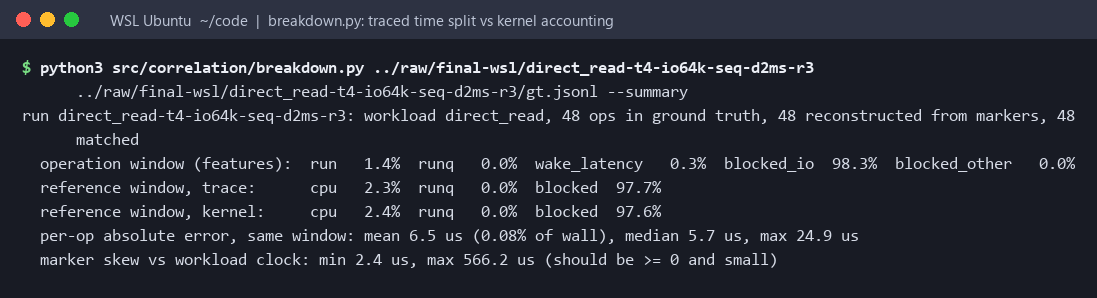 WSL Ubuntu ~/code | breakdown.py: traced time split vs kernel accounting
$ python3 src/correlation/breakdown.py ../raw/final-wsl/direct_read-t4-io64k-seq-d2ms-r3
../raw/final-wsl/direct_read-t4-io64k-seq-d2ms-r3/gt.jsonl --summary
run direct_read-t4-io64k-seq-d2ms-r3: workload direct_read, 48 ops in ground truth, 48 reconstructed from markers, 48
matched
operation window (features): run 1.4% runq 0.0% wake_latency 0.3% blocked_io 98.3% blocked_other 0.0%
reference window, trace: cpu 2.3% runq 0.0% blocked 97.7%
reference window, kernel: cpu 2.4% runq 0.0% blocked 97.6%
per-op absolute error, same window: mean 6.5 us (0.08% of wall), median 5.7 us, max 24.9 us
marker skew vs workload clock: min 2.4 us, max 566.2 us (should be >= 0 and small)